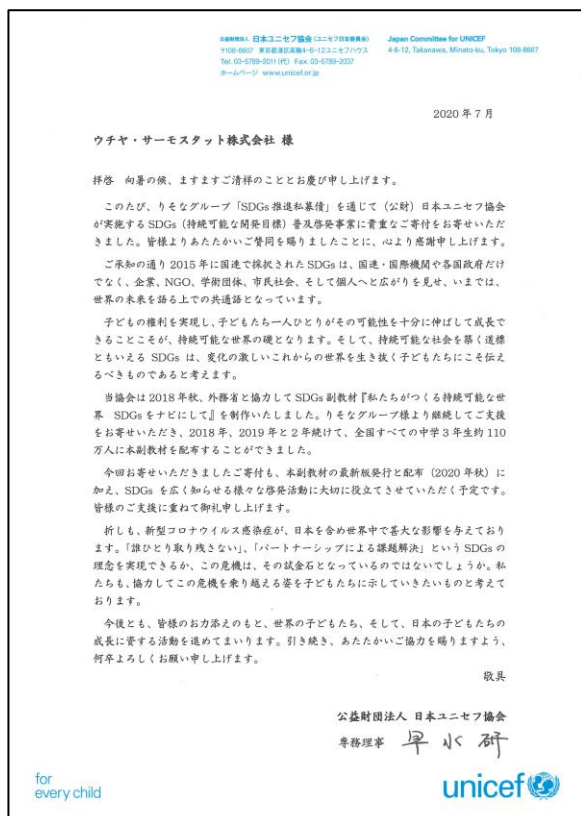 公益財団法人 日本ユニセフ協会(ユニセフ日本委員会)
〒108-8607 東京都港区高輪4-6-12ユニセフハウス
Tel. 03-5789-2011(代) Fax. 03-5789-2037
ホームページ www.unicef.or.jp
Japan Committee for UNICEF
4-6-12, Takanawa, Minato-ku, Tokyo 108-8607
2020年7月
ウチヤ・サーモスタット株式会社 様
拝啓 向暑の候、ますますご清祥のこととお慶び申し上げます。
このたび、りそなグループ「SDGs推進私募債」を通じて(公財)日本ユニセフ協会
が実施するSDGs(持続可能な開発目標)普及啓発事業に貴重なご寄付をお寄せいただ
きました。皆様よりあたたかいご賛同を賜りましたことに、心より感謝申し上げます。
ご承知の通り2015年に国連で採択されたSDGsは、国連・国際機関や各国政府だけ
でなく、企業、NGO、学術団体、市民社会、そして個人へと広がりを見せ、いまでは、
世界の未来を語る上での共通語となっています。
子どもの権利を実現し、子どもたち一人ひとりがその可能性を十分に伸ばして成長で
きることこそが、持続可能な世界の礎となります。そして、持続可能な社会を築く道標
ともいえるSDGsは、変化の激しいこれからの世界を生き抜く子どもたちにこそ伝え
るべきものであると考えます。
当協会は2018年秋、外務省と協力してSDGs副教材『私たちがつくる持続可能な世
界 SDGsをナビにして』を制作いたしました。りそなグループ様より継続してご支援
をお寄せいただき、2018年、2019年と2年続けて、全国すべての中学3年生約110
万人に本副教材を配布することができました。
今回お寄せいただきましたご寄付も、本副教材の最新版発行と配布(2020年秋)に
加え、SDGsを広く知らせる様々な啓発活動に大切に役立てさせていただく予定です。
皆様のご支援に重ねて御礼申し上げます。
折しも、新型コロナウイルス感染症が、日本を含め世界中で甚大な影響を与えており
ます。「誰ひとり取り残さない」、「パートナーシップによる課題解決」というSDGsの
理念を実現できるか、この危機は、その試金石となっているのではないでしょうか。私
たちも、協力してこの危機を乗り越える姿を子どもたちに示していきたいものと考えて
おります。
今後とも、皆様のお力添えのもと、世界の子どもたち、そして、日本の子どもたちの
成長に資する活動を進めてまいります。引き続き、あたたかいご協力を賜りますよう、
何卒よろしくお願い申し上げます。
敬具
公益財団法人 日本ユニセフ協会
専務理事 早水 研
for
every child
unicef